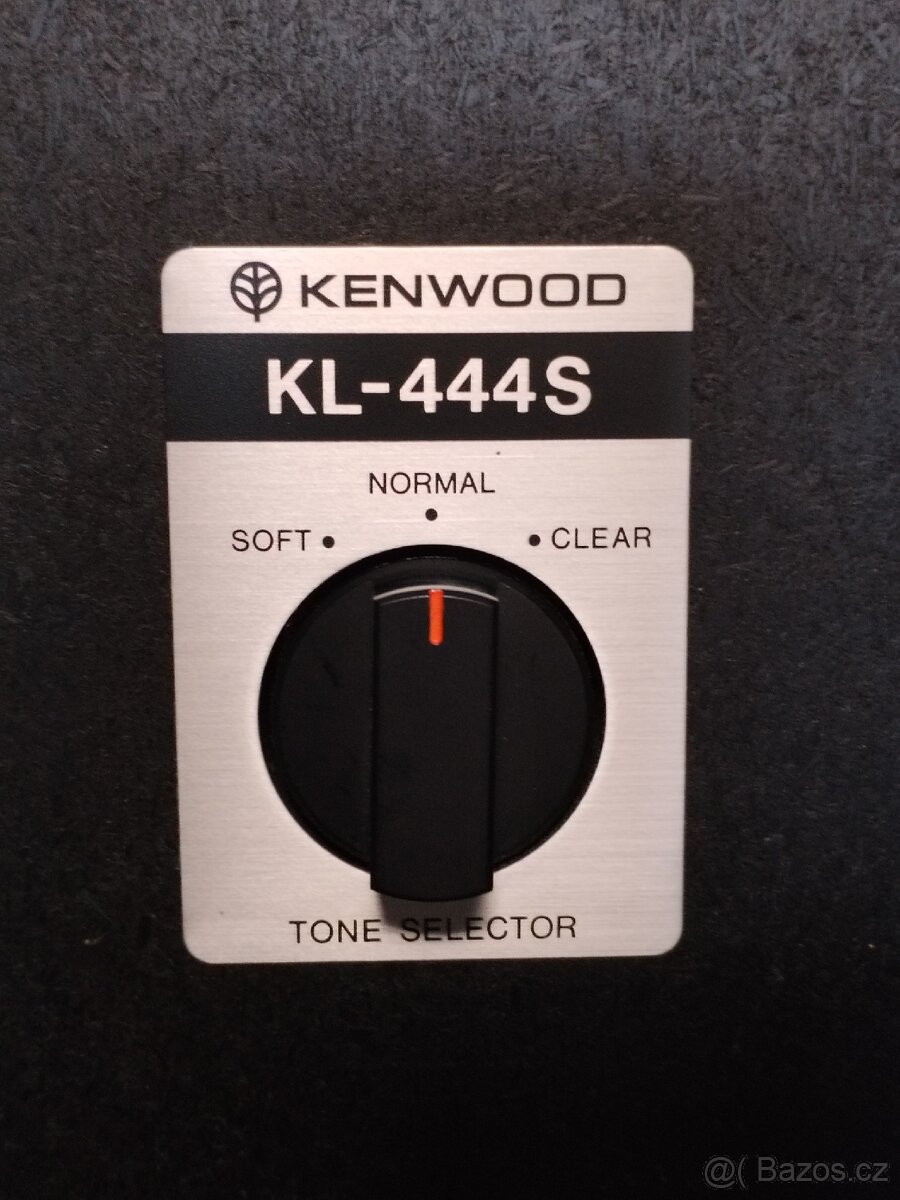 KENWOOD
KL-444S
NORMAL
SOFT • • CLEAR
TONE SELECTOR
@( Bazos.cz